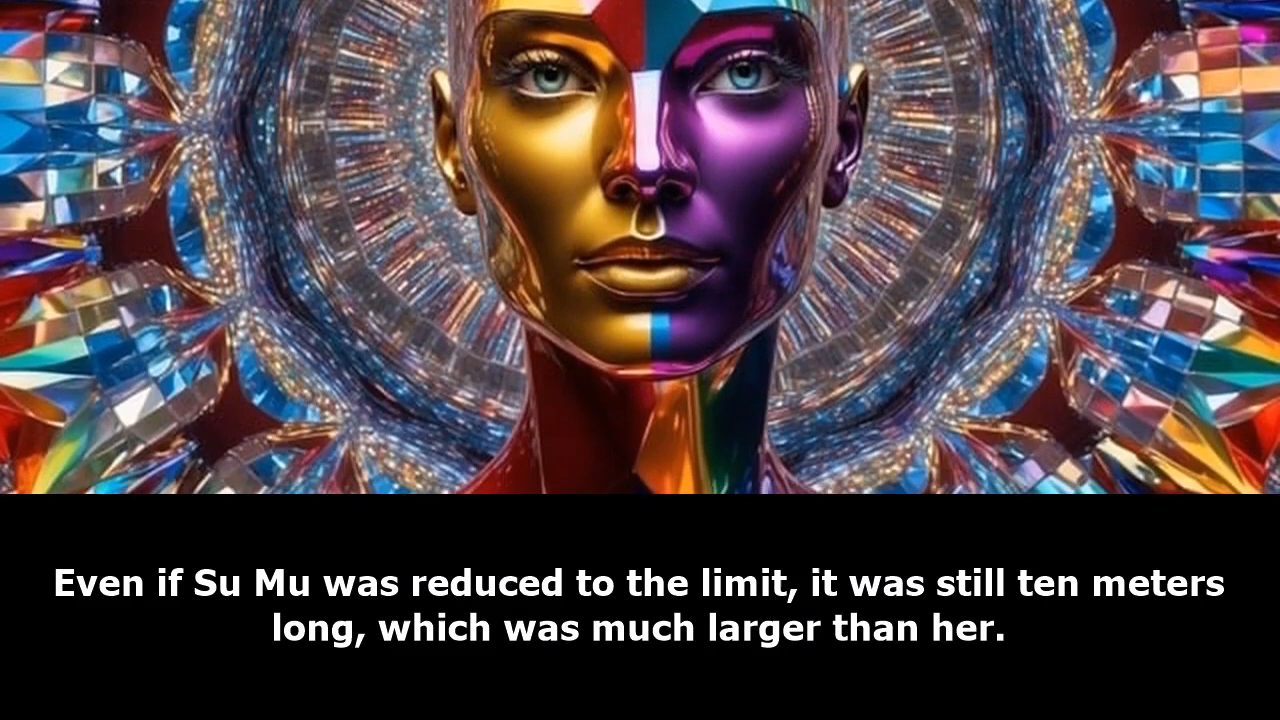 Even if Su Mu was reduced to the limit, it was still ten meters
long, which was much larger than her.